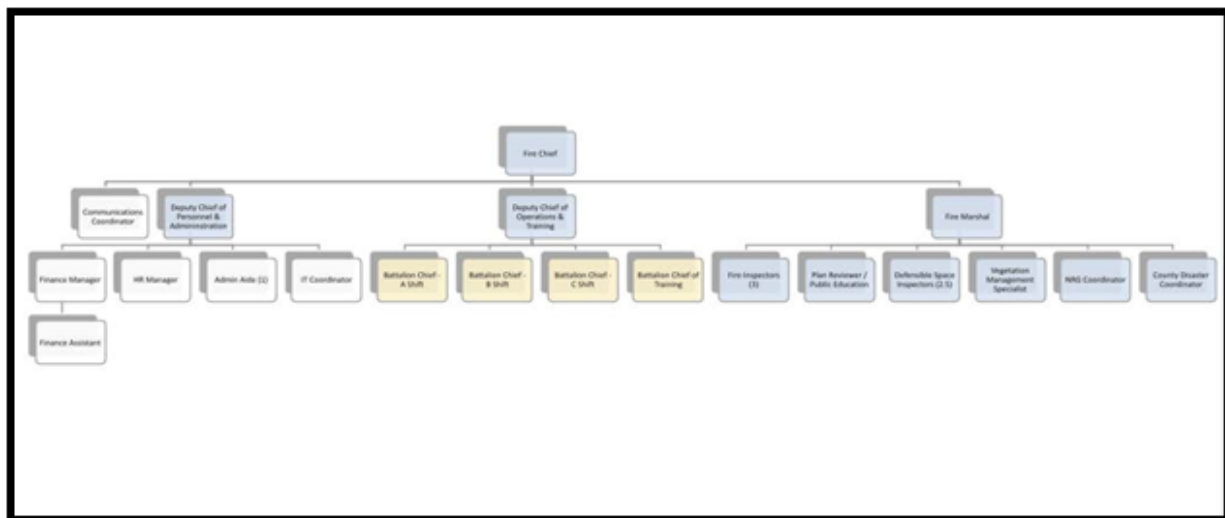 Fire Chief
Communications
Coordinator
Deputy Chief of
Personnel &
Administration
Deputy Chief of
Operations &
Training
Fire Marshal
Finance Manager
HR Manager
Admin Aide (1)
IT Coordinator
Battalion Chief -
A Shift
Battalion Chief -
B Shift
Battalion Chief -
C Shift
Battalion Chief of
Training
Fire Inspectors
(3)
Plan Reviewer /
Public Education
Defensible Space
Inspectors (2.5)
Vegetation
Management
Specialist
Coordinator
County Disaster
Coordinator
Finance Assistant